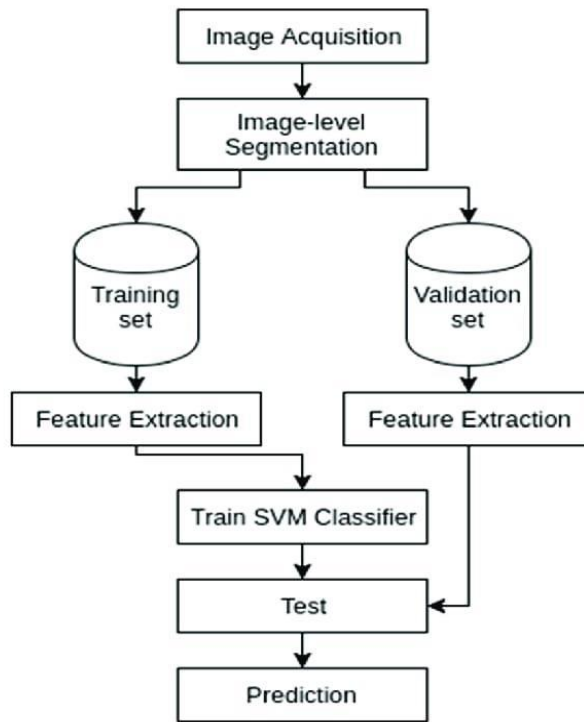 Image Acquisition
Image-level
Segmentation
Training
set
Validation
set
Feature Extraction
Feature Extraction
Train SVM Classifier
Test
Prediction